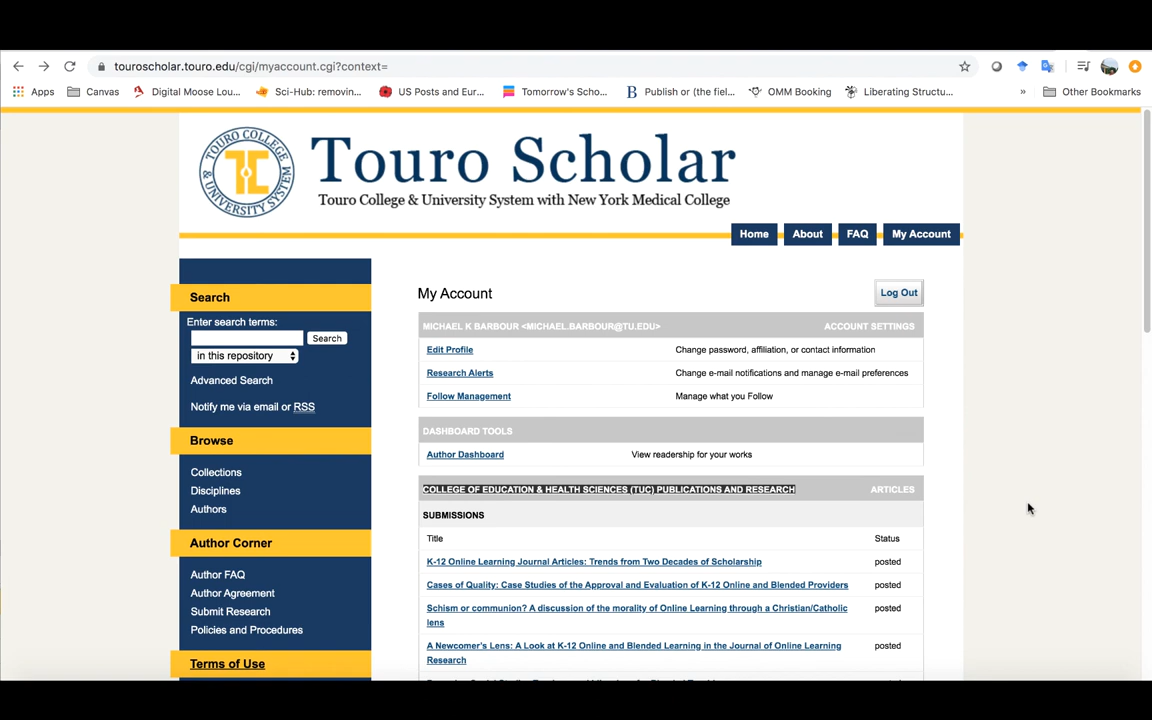 touroscholar.touro.edu/cgi/myaccount.cgi?context=
Apps Canvas Digital Moose Lou... Sci-Hub: removin... US Posts and Eur... Tomorrow's Scho... Publish or (the fiel... OMM Booking Liberating Structu... » Other Bookmarks
TOURO COLLEGE & UNIVERSITY SYSTEM
TC
Touro Scholar
Touro College & University System with New York Medical College
Home About FAQ My Account
Search
Enter search terms:
Search
in this repository
Advanced Search
Notify me via email or RSS
Browse
Collections
Disciplines
Authors
Author Corner
Author FAQ
Author Agreement
Submit Research
Policies and Procedures
Terms of Use
My Account
Log Out
MICHAEL K BARBOUR <MICHAEL.BARBOUR@TU.EDU> ACCOUNT SETTINGS
Edit Profile Change password, affiliation, or contact information
Research Alerts Change e-mail notifications and manage e-mail preferences
Follow Management Manage what you Follow
DASHBOARD TOOLS
Author Dashboard View readership for your works
COLLEGE OF EDUCATION & HEALTH SCIENCES (TUC) PUBLICATIONS AND RESEARCH ARTICLES
SUBMISSIONS
Title Status
K-12 Online Learning Journal Articles: Trends from Two Decades of Scholarship posted
Cases of Quality: Case Studies of the Approval and Evaluation of K-12 Online and Blended Providers posted
Schism or communion? A discussion of the morality of Online Learning through a Christian/Catholic posted
lens
A Newcomer's Lens: A Look at K-12 Online and Blended Learning in the Journal of Online Learning posted
Research